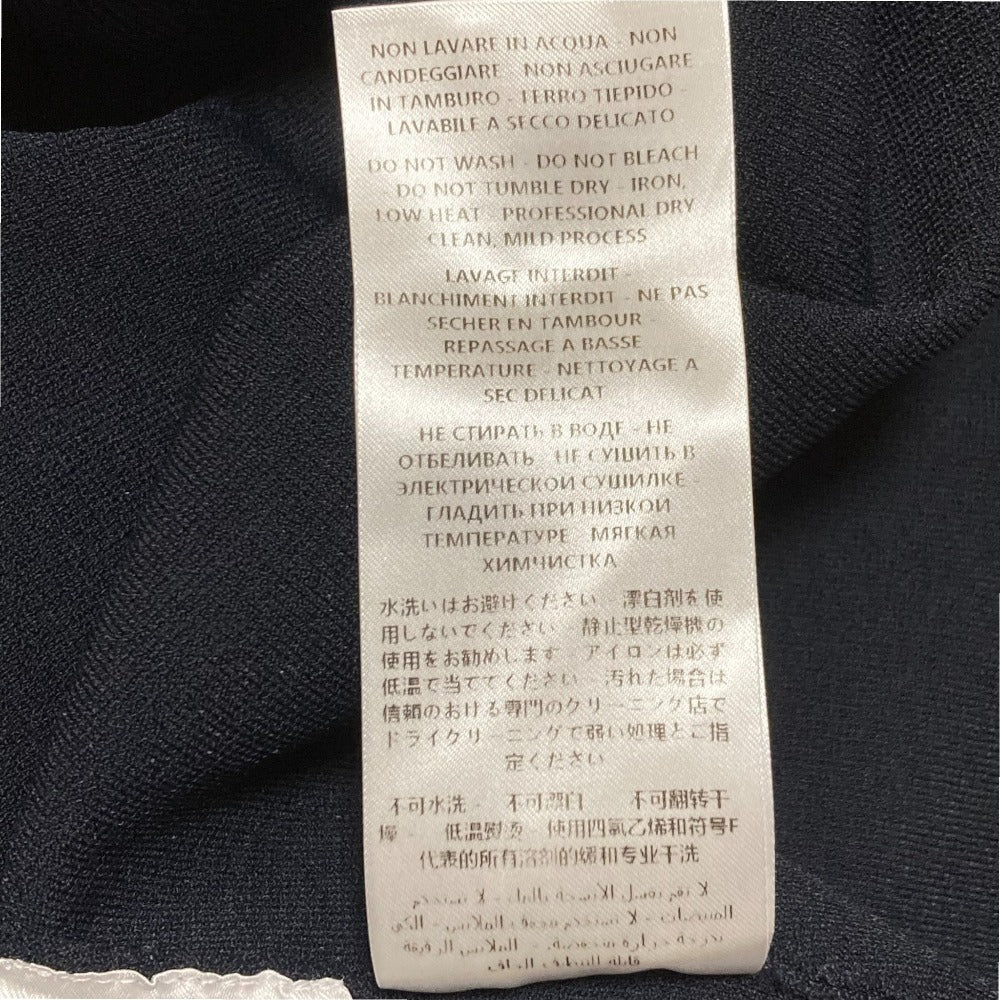 NON LAVARE IN ACQUA - NON
CANDEGGIARE NON ASCIUGARE
IN TAMBURO - FERRO TIEPIDO -
LAVABILE A SECCO DELICATO
DO NOT WASH - DO NOT BLEACH
- DO NOT TUMBLE DRY - IRON,
LOW HEAT - PROFESSIONAL DRY
CLEAN, MILD PROCESS
LAVAGE INTERDIT -
BLANCHIMENT INTERDIT - NE PAS
SECHER EN TAMBOUR -
REPASSAGE A BASSE
TEMPERATURE - NETTOYAGE A
SEC DELICAT
НЕ СТИРАТЬ В ВОДЕ - НЕ
ОТБЕЛИВАТЬ НЕ СУШИТЬ В
ЭЛЕКТРИЧЕСКОЙ СУШИЛКЕ -
ГЛАДИТЬ ПРИ НИЗКОЙ
ТЕМПЕРАТУРЕ МЯГКАЯ
ХИМЧИСТКА
水洗いはお避けください - 漂白剤を使
用しないでください 静止型乾燥機の
使用をお勧めします - アイロンは必ず
低温で当ててください 汚れた場合は
信頼のおける専門のクリーニング店で
ドライクリーニングで弱い処理とご指
定ください
不可水洗 - 不可漂白 不可翻转干
燥 - 低温熨烫 - 使用四氯乙烯和符号F
代表的所有溶剂的缓和专业干洗